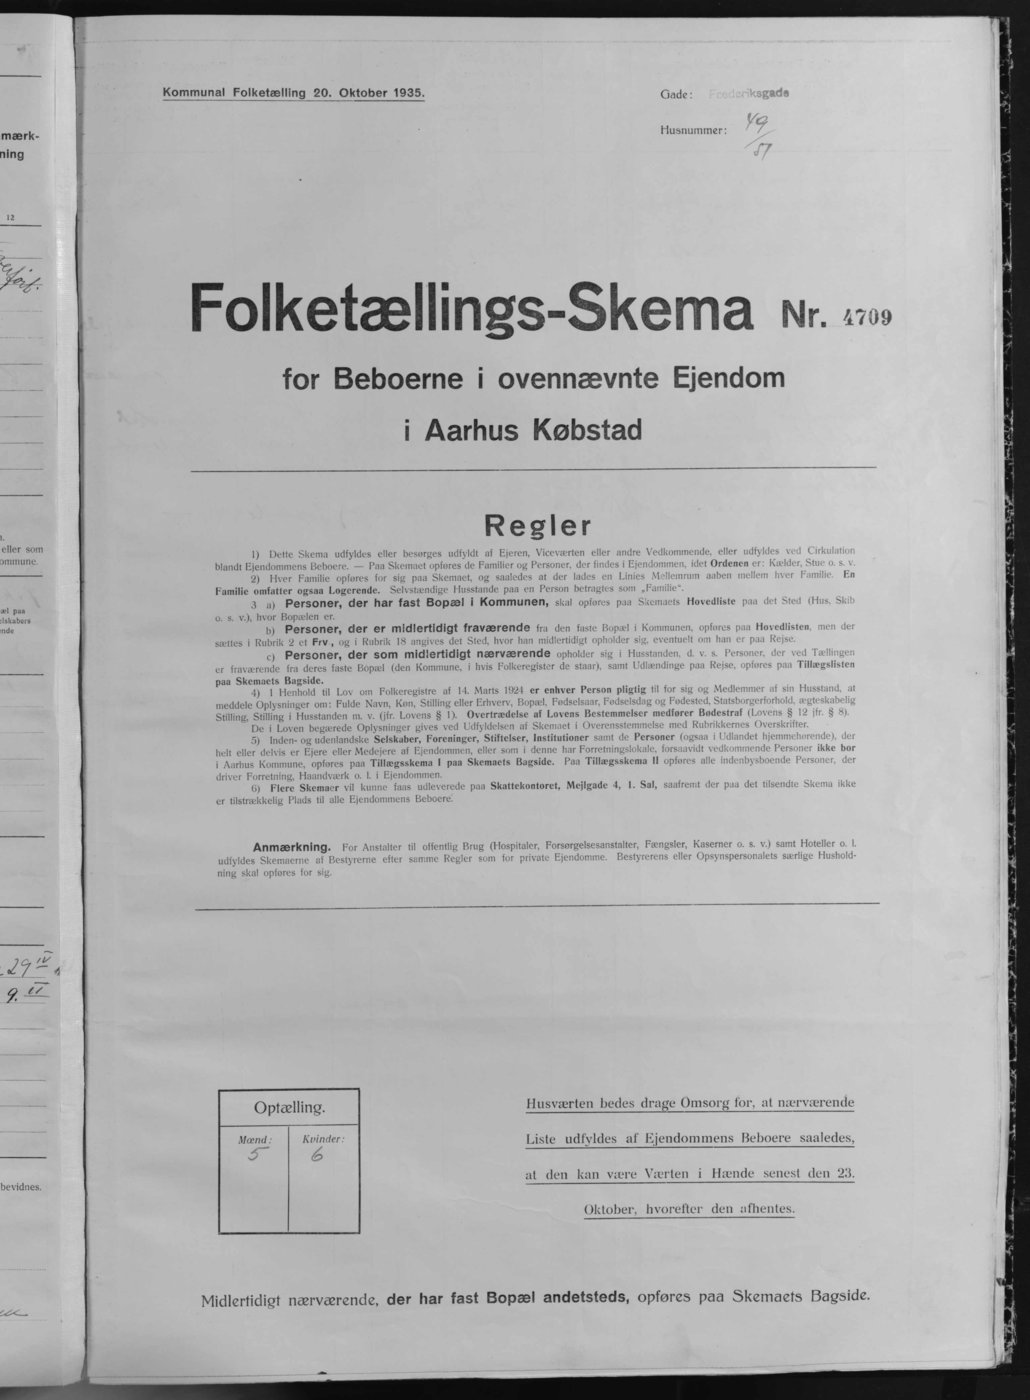 Kommunal Folketælling 20. Oktober 1935.
Gade: Frederiksgade
Husnummer: 49
/51
Folketællings-Skema Nr. 4709
for Beboerne i ovennævnte Ejendom
i Aarhus Købstad
Regler
1) Dette Skema udfyldes eller besørges udfyldt af Ejeren, Viceværten eller andre Vedkommende, eller udfyldes ved Cirkulation
blandt Ejendommens Beboere. — Paa Skemaet opføres de Familier og Personer, der findes i Ejendommen, idet Ordenen er: Kælder, Stue o. s. v.
2) Hver Familie opføres for sig paa Skemaet, og saaledes at der lades en Linies Mellemrum aaben mellem hver Familie. En
Familie omfatter ogsaa Logerende. Selvstændige Husstande paa en Person betragtes som „Familie“.
3 a) Personer, der har fast Bopæl i Kommunen, skal opføres paa Skemaets Hovedliste paa det Sted (Hus, Skib
o. s. v.), hvor Bopælen er.
b) Personer, der er midlertidigt fraværende fra den faste Bopæl i Kommunen, opføres paa Hovedlisten, men der
sættes i Rubrik 2 et Frv., og i Rubrik 18 angives det Sted, hvor han midlertidigt opholder sig, eventuelt om han er paa Rejse.
c) Personer, der som midlertidigt nærværende opholder sig i Husstanden, d. v. s. Personer, der ved Tællingen
er fraværende fra deres faste Bopæl (den Kommune, i hvis Folkeregister de staar), samt Udlændinge paa Rejse, opføres paa Tillægslisten
paa Skemaets Bagside.
4) I Henhold til Lov om Folkeregistre af 14. Marts 1924 er enhver Person pligtig til for sig og Medlemmer af sin Husstand, at
meddele Oplysninger om: Fulde Navn, Køn, Stilling eller Erhverv, Bopæl, Fødselsaar, Fødselsdag og Fødested, Statsborgerforhold, ægteskabelig
Stilling, Stilling i Husstanden m. v. (jfr. Lovens § 1). Overtrædelse af Lovens Bestemmelser medfører Bødestraf (Lovens § 12 jfr. § 8).
De i Loven begærede Oplysninger gives ved Udfyldelsen af Skemaet i Overensstemmelse med Rubrikkernes Overskrifter.
5) Inden- og udenlandske Selskaber, Foreninger, Stiftelser, Institutioner samt de Personer (ogsaa i Udlandet hjemmehørende), der
helt eller delvis er Ejere eller Medejere af Ejendommen, eller som i denne har Forretningslokale, forsaavidt vedkommende Personer ikke bor
i Aarhus Kommune, opføres paa Tillægsskema I paa Skemaets Bagside. Paa Tillægsskema II opføres alle indenbysboende Personer, der
driver Forretning, Haandværk o. l. i Ejendommen.
6) Flere Skemaer vil kunne faas udleverede paa Skattekontoret, Mejlgade 4, 1. Sal, saafremt der paa det tilsendte Skema ikke
er tilstrækkelig Plads til alle Ejendommens Beboere.
Anmærkning. For Anstalter til offentlig Brug (Hospitaler, Forsørgelsesanstalter, Fængsler, Kaserner o. s. v.) samt Hoteller o. l.
udfyldes Skemaerne af Bestyrerne efter samme Regler som for private Ejendomme. Bestyrerens eller Opsynspersonalets særlige Hushold-
ning skal opføres for sig.
Optælling.
Mænd: Kvinder:
5 6
Husværten bedes drage Omsorg for, at nærværende
Liste udfyldes af Ejendommens Beboere saaledes,
at den kan være Værten i Hænde senest den 23.
Oktober, hvorefter den afhentes.
Midlertidigt nærværende, der har fast Bopæl andetsteds, opføres paa Skemaets Bagside.
mærk-
ning
12
eller som
ommune.
æl paa
elskabers
ende
29 IV
9. II
bevidnes.